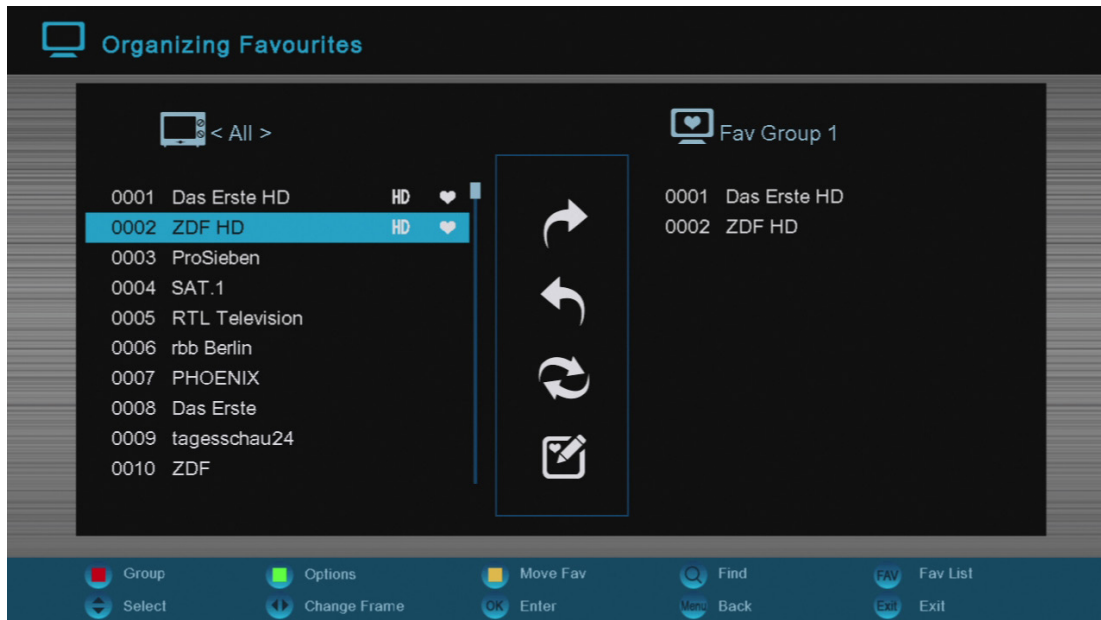 Organizing Favourites
< All >
Fav Group 1
0001 Das Erste HD HD
0002 ZDF HD HD
0003 ProSieben
0004 SAT.1
0005 RTL Television
0006 rbb Berlin
0007 PHOENIX
0008 Das Erste
0009 tagesschau24
0010 ZDF
0001 Das Erste HD
0002 ZDF HD
Group
Options
Move Fav
Find
FAV Fav List
Select
Change Frame
OK Enter
Menu Back
Exit Exit